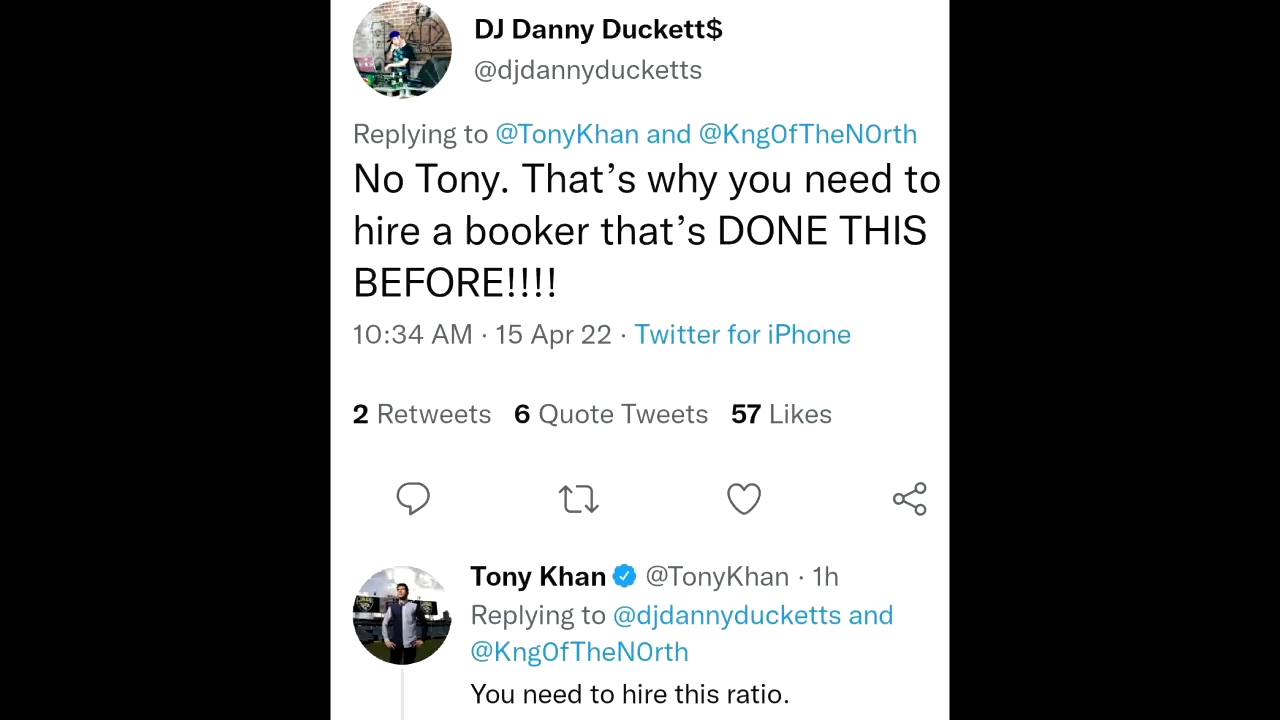 DJ Danny Duckett$
@djdannyducketts
Replying to @TonyKhan and @KngOfTheN0rth
No Tony. That’s why you need to
hire a booker that’s DONE THIS
BEFORE!!!!
10:34 AM · 15 Apr 22 · Twitter for iPhone
2 Retweets 6 Quote Tweets 57 Likes
Tony Khan @TonyKhan · 1h
Replying to @djdannyducketts and
@KngOfTheN0rth
You need to hire this ratio.